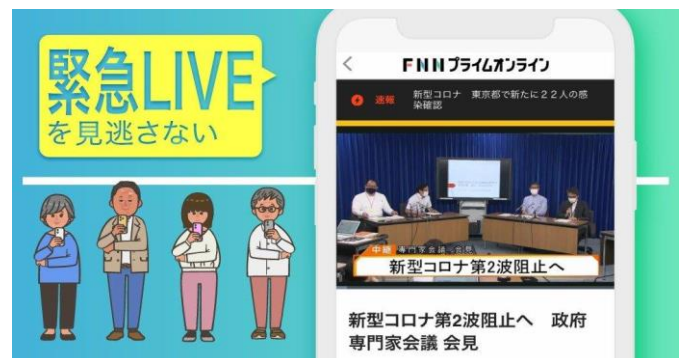 緊急LIVE
を見逃さない
FNNプライムオンライン
速報
新型コロナ 東京都で新たに22人の感
染確認
中継 専門家会議 会見
新型コロナ第2波阻止へ
新型コロナ第2波阻止へ 政府
専門家会議 会見